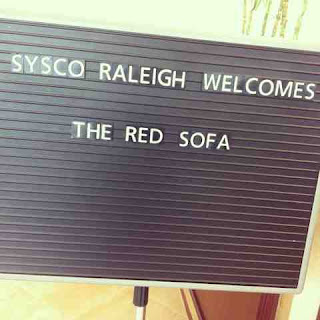 SYSCO RALEIGH WELCOMES
THE RED SOFA